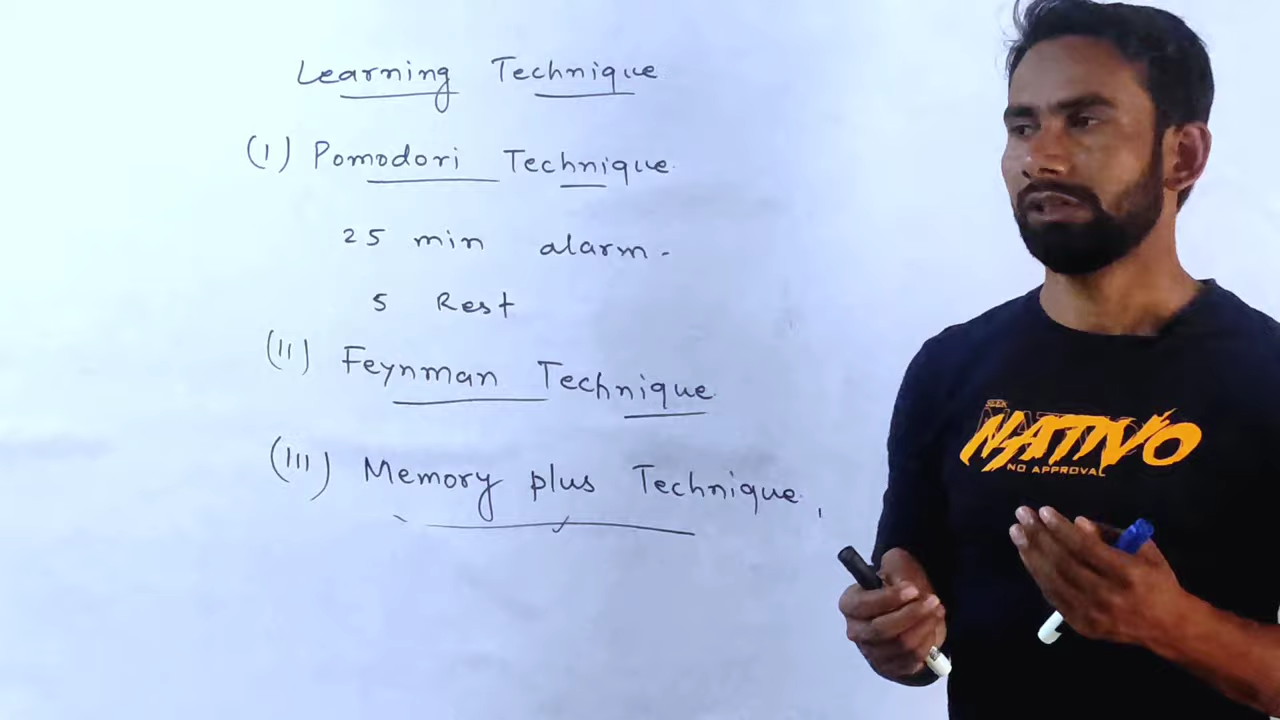 Learning Technique
(I) Pomodori Technique.
25 min alarm.
5 Rest
(II) Feynman Technique.
(III) Memory plus Technique,
SEEK
NATIVO
NO APPROVAL